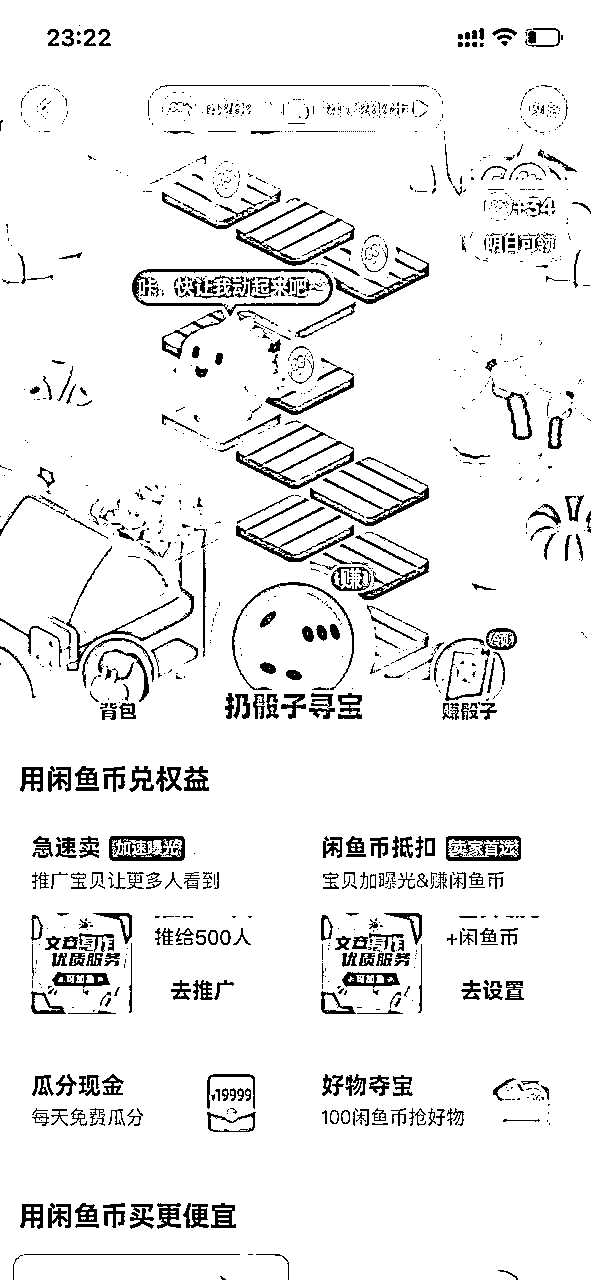 23:22
+34
明日可领
哇，快让我动起来吧~
赚
背包
扔骰子寻宝
赚骰子
用闲鱼币兑权益
急速卖 加速曝光
闲鱼币抵扣 卖家首选
推广宝贝让更多人看到
宝贝加曝光&赚闲鱼币
文章写作
优质服务
推给500人
去推广
文章写作
优质服务
+闲鱼币
去设置
瓜分现金
每天免费瓜分
¥19999
好物夺宝
100闲鱼币抢好物
用闲鱼币买更便宜